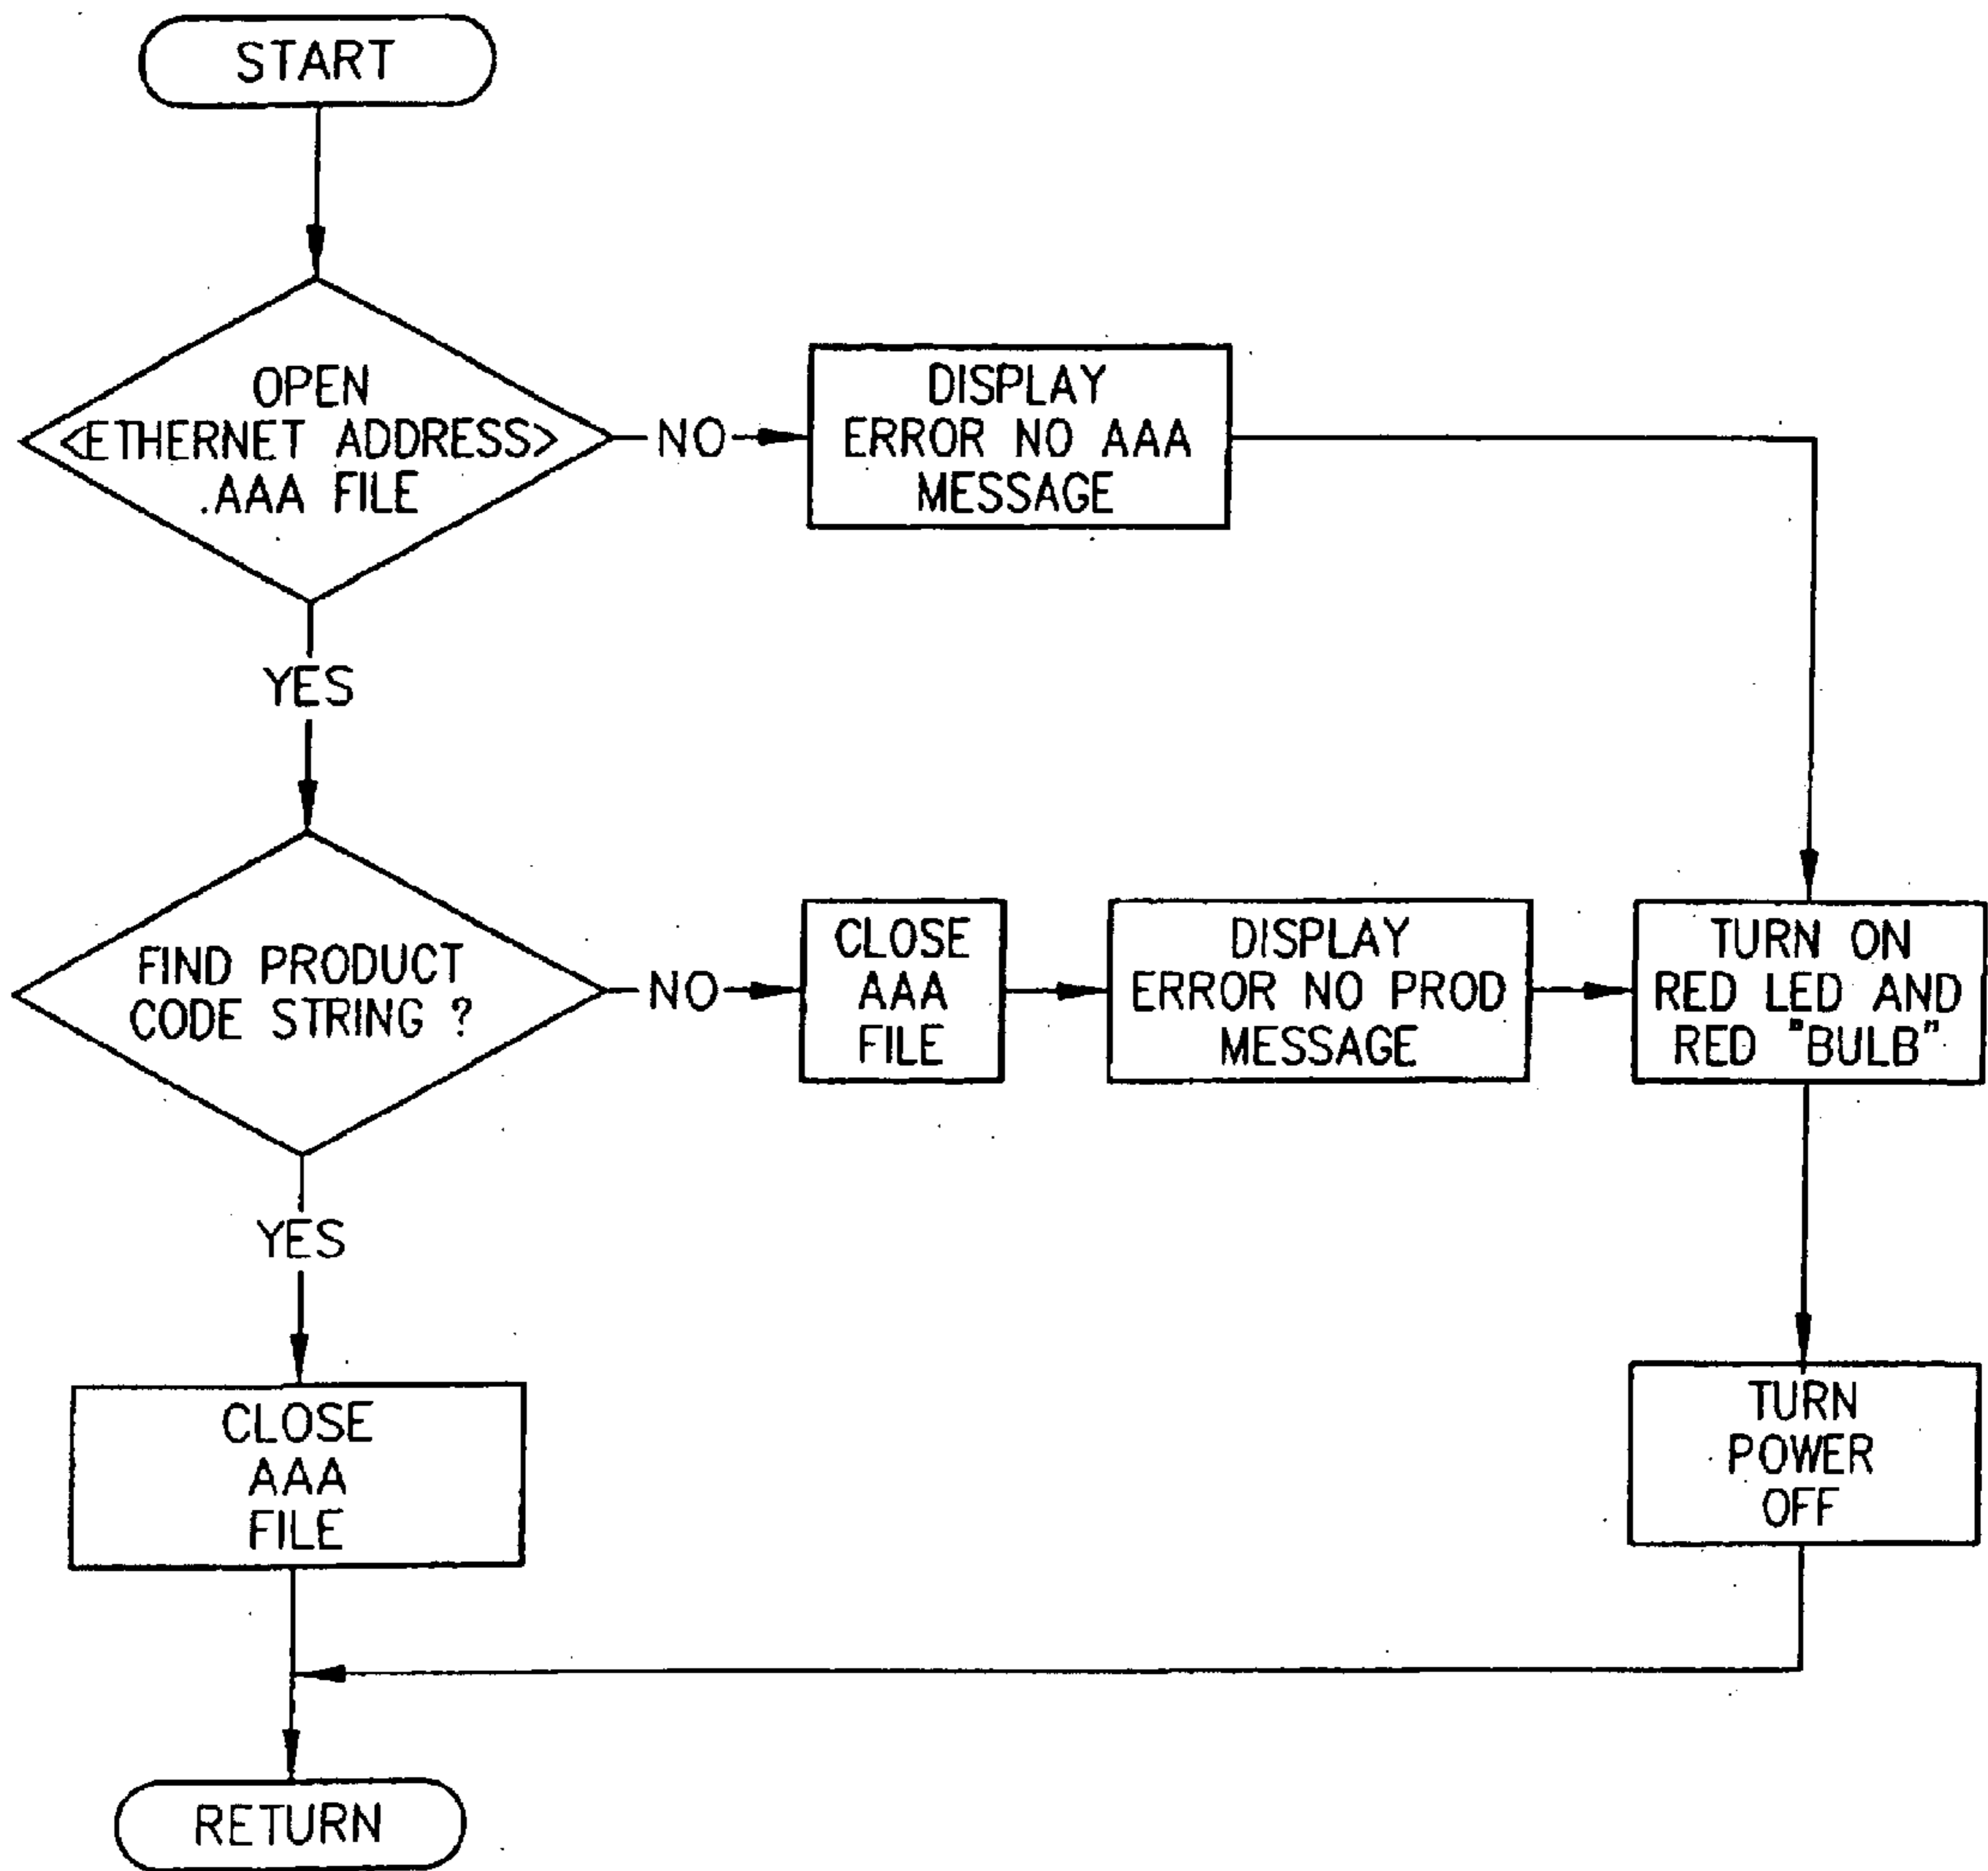 START
OPEN
<ETHERNET ADDRESS>
.AAA FILE
NO
DISPLAY
ERROR NO AAA
MESSAGE
YES
FIND PRODUCT
CODE STRING ?
NO
CLOSE
AAA
FILE
DISPLAY
ERROR NO PROD
MESSAGE
TURN ON
RED LED AND
RED "BULB"
YES
CLOSE
AAA
FILE
TURN
POWER
OFF
RETURN